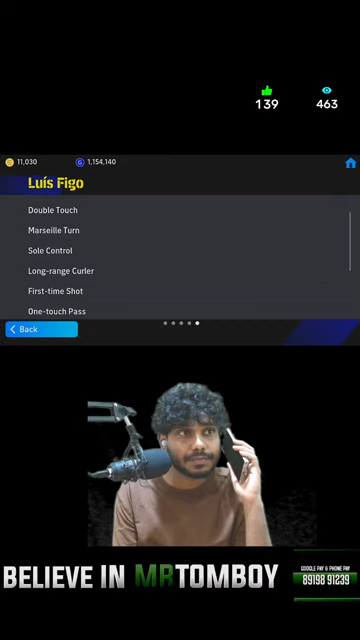 139 463
11,030 1,154,140
Luís Figo
Double Touch
Marseille Turn
Sole Control
Long-range Curler
First-time Shot
One-touch Pass
Back
BELIEVE IN MRTOMBOY
GOOGLE PAY & PHONE PAY
89198 91239